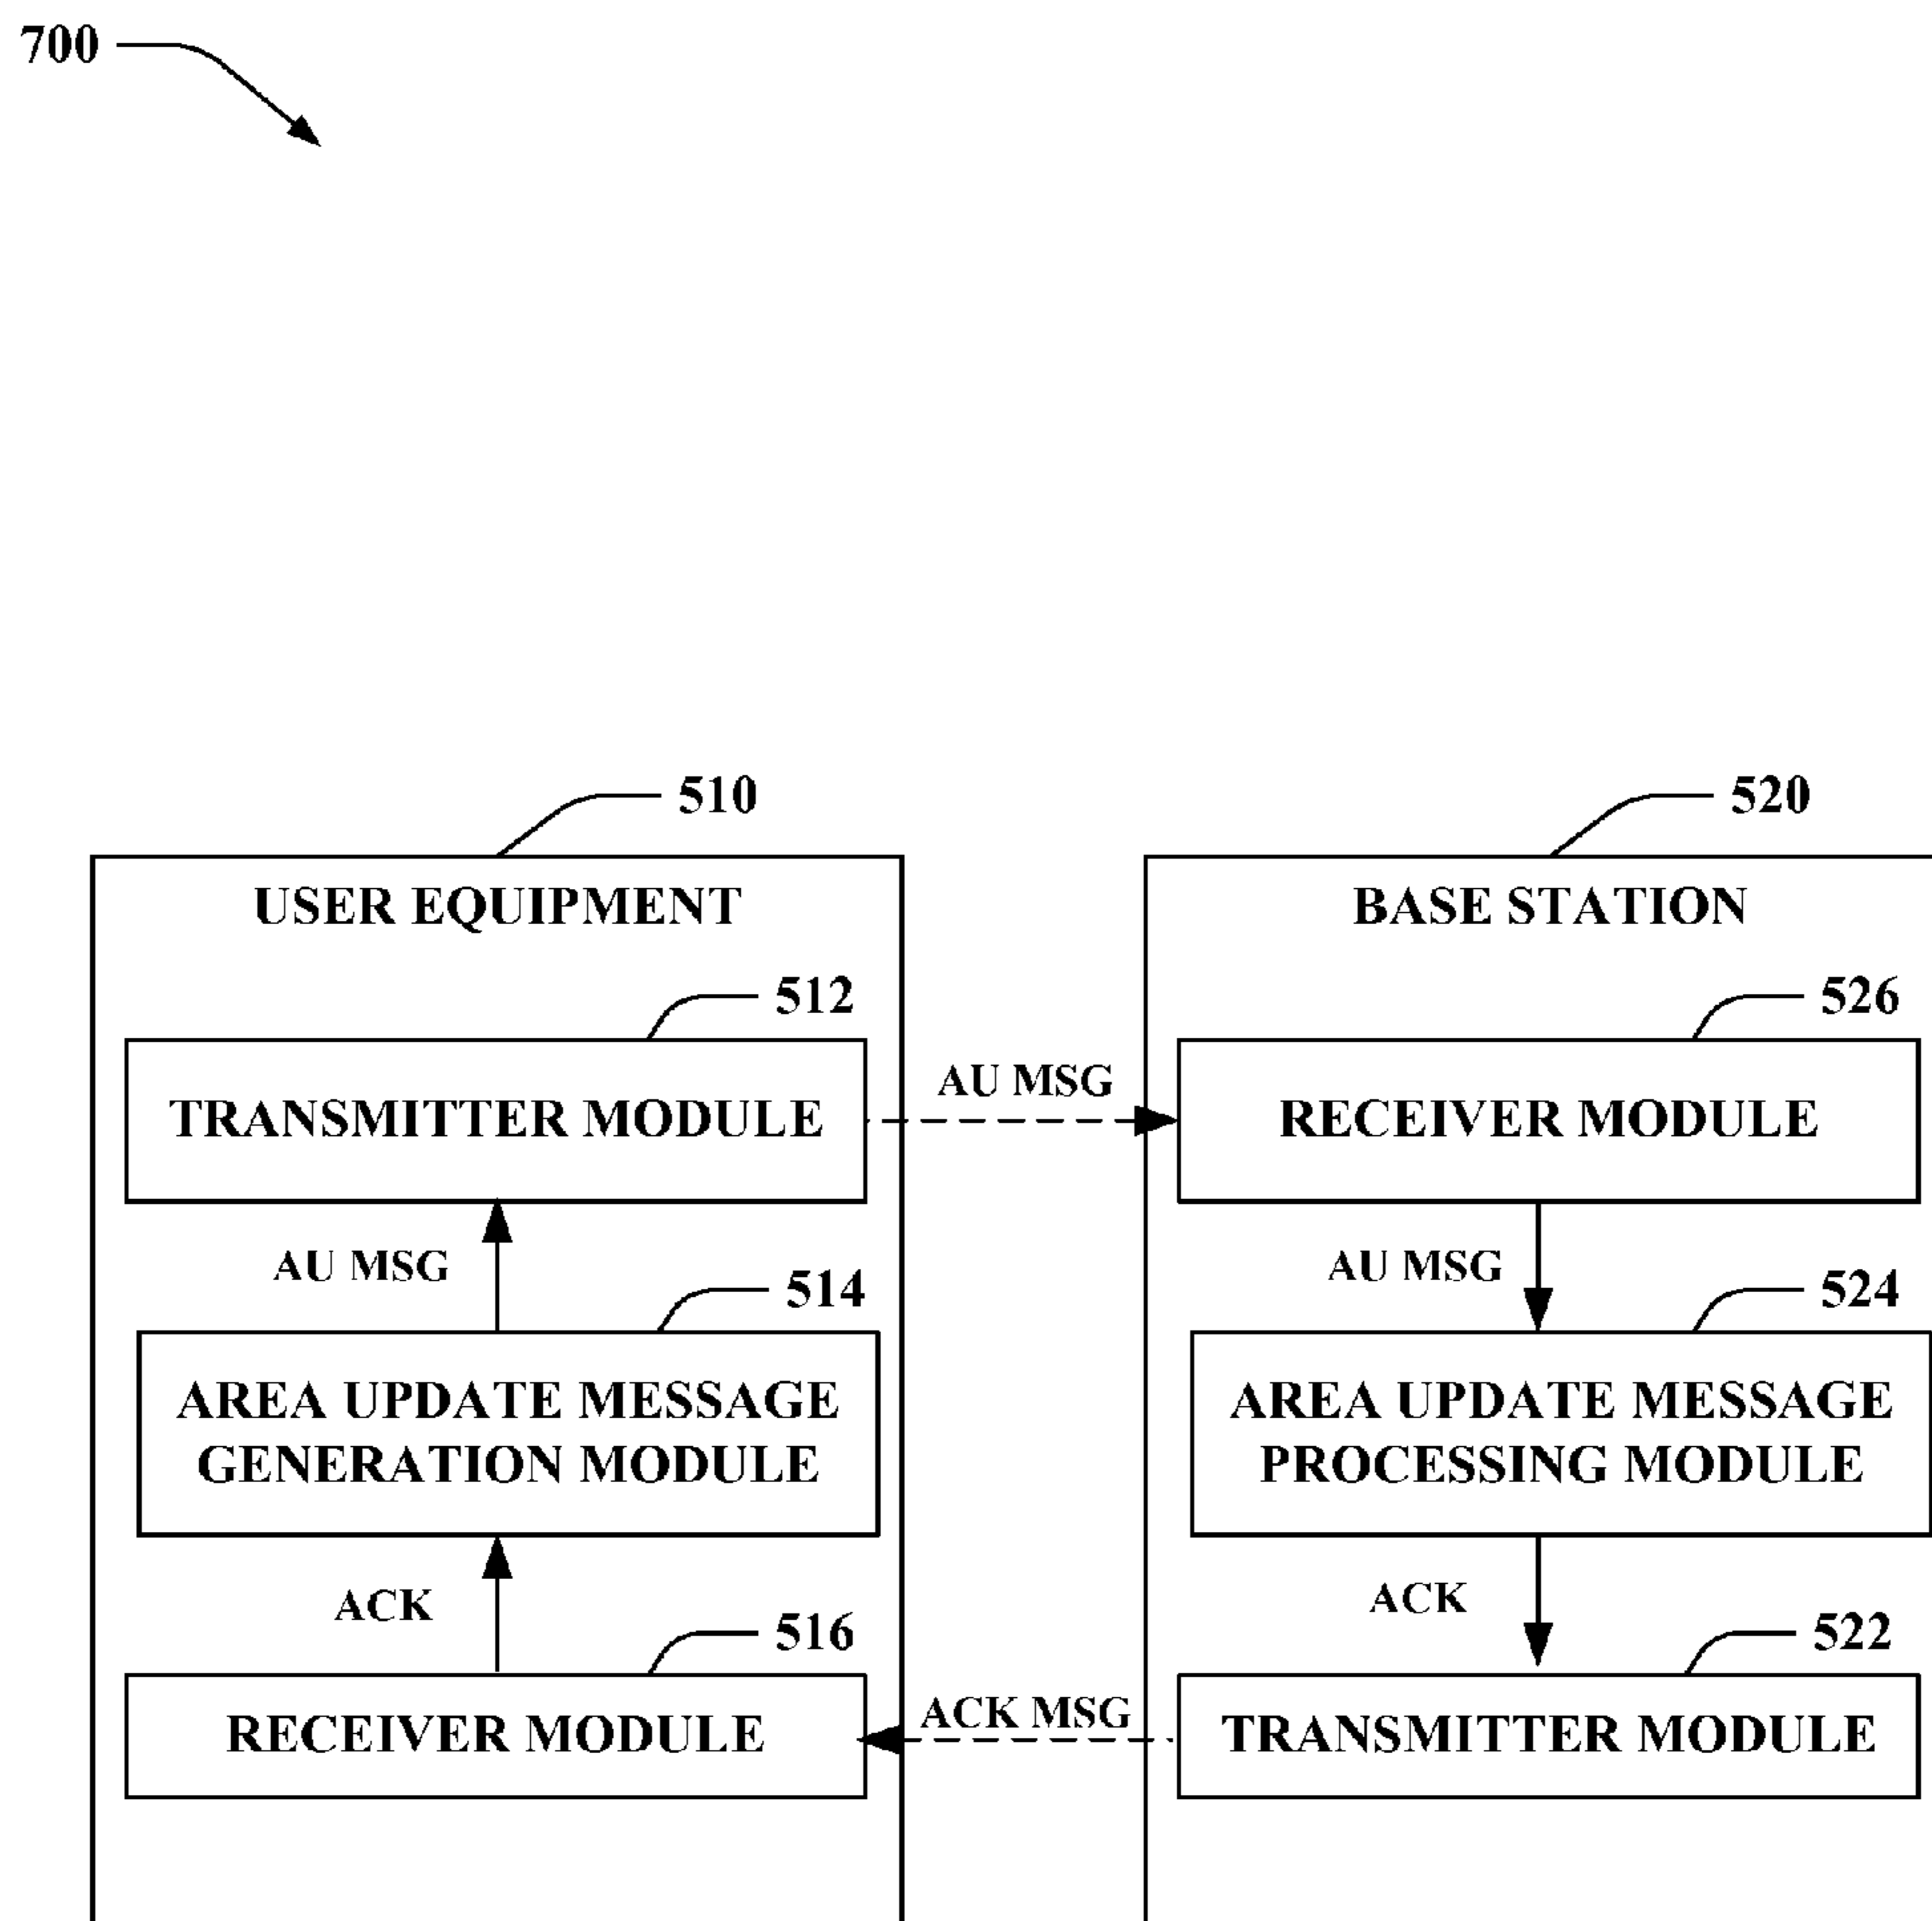 700
510
520
USER EQUIPMENT
BASE STATION
512
526
TRANSMITTER MODULE
AU MSG
RECEIVER MODULE
AU MSG
AU MSG
514
524
AREA UPDATE MESSAGE
GENERATION MODULE
AREA UPDATE MESSAGE
PROCESSING MODULE
ACK
ACK
516
522
RECEIVER MODULE
ACK MSG
TRANSMITTER MODULE